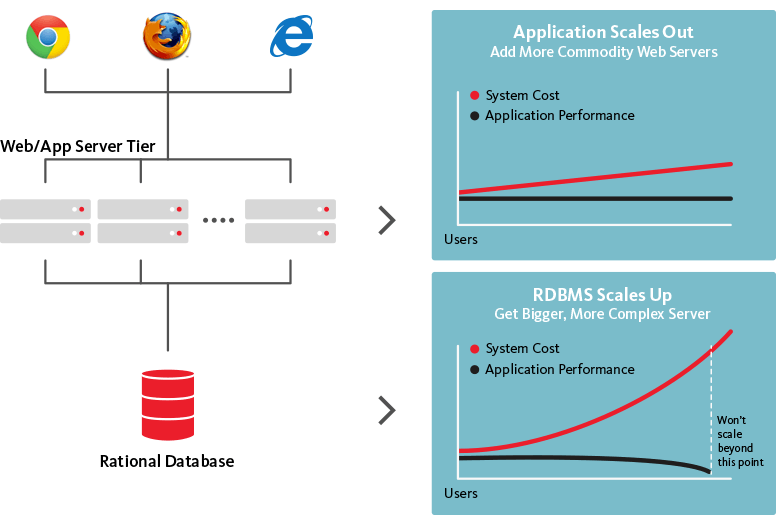 Application Scales Out
Add More Commodity Web Servers
System Cost
Application Performance
Users
Web/App Server Tier
RDBMS Scales Up
Get Bigger, More Complex Server
System Cost
Application Performance
Won't
scale
beyond
this point
Users
Rational Database